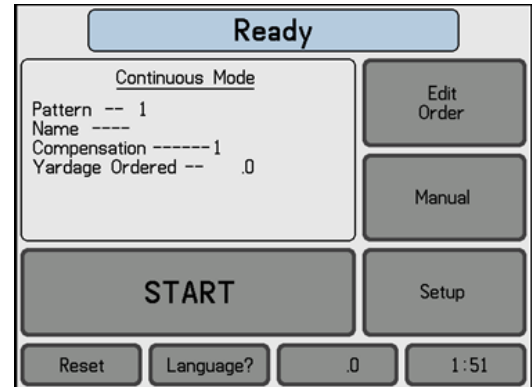 Ready
Continuous Mode
Pattern -- 1
Name ----
Compensation ------1
Yardage Ordered -- .0
Edit
Order
Manual
START
Setup
Reset
Language?
.0
1:51